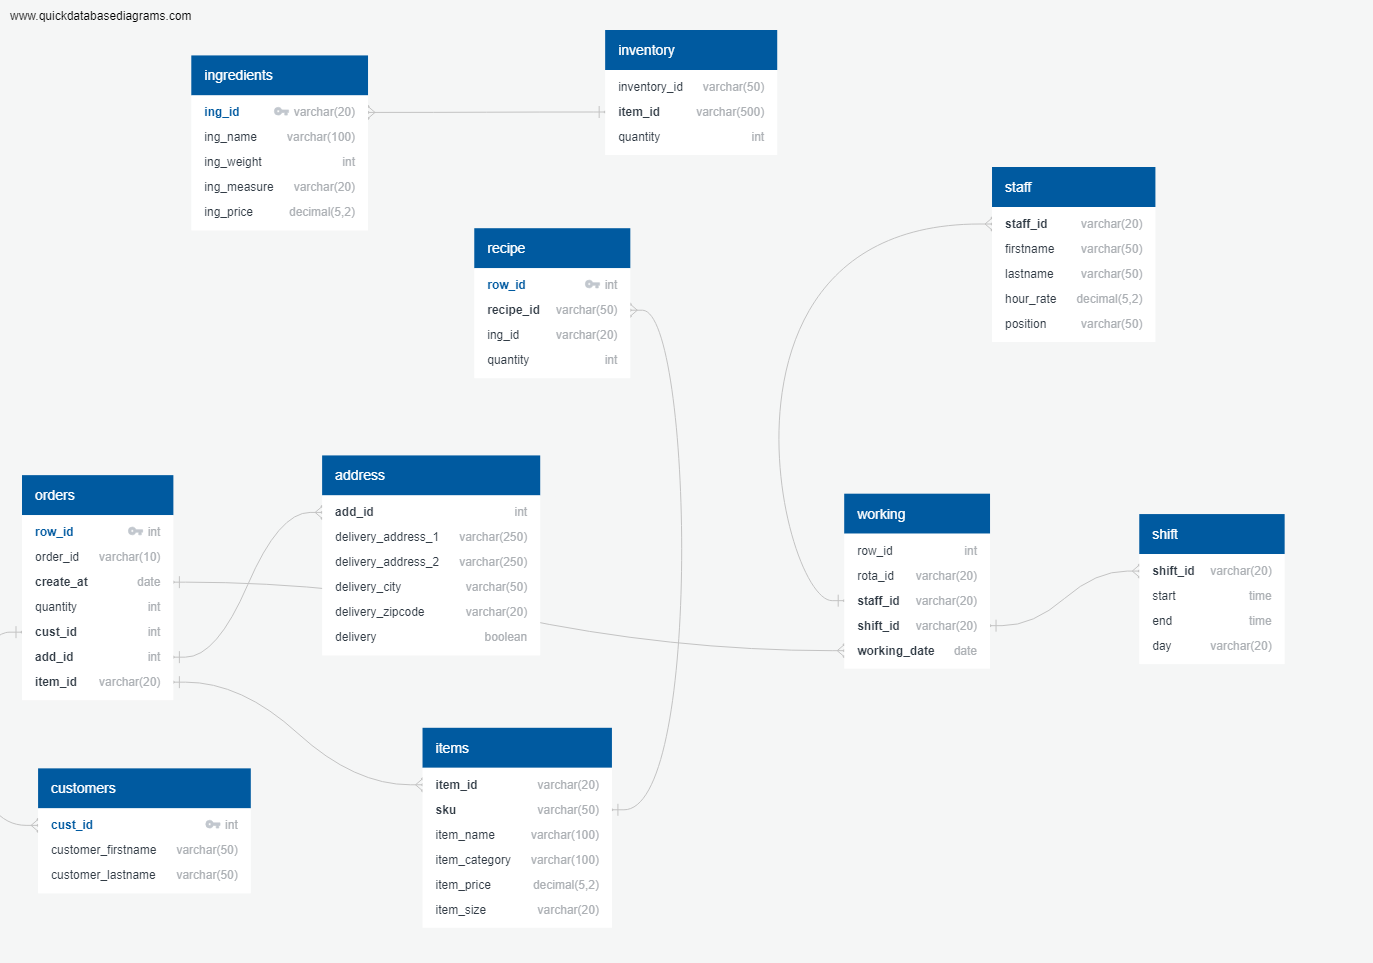 www.quickdatabasediagrams.com
inventory
inventory_id varchar(50)
item_id varchar(500)
quantity int
ingredients
ing_id varchar(20)
ing_name varchar(100)
ing_weight int
ing_measure varchar(20)
ing_price decimal(5,2)
staff
staff_id varchar(20)
firstname varchar(50)
lastname varchar(50)
hour_rate decimal(5,2)
position varchar(50)
recipe
row_id int
recipe_id varchar(50)
ing_id varchar(20)
quantity int
orders
row_id int
order_id varchar(10)
create_at date
quantity int
cust_id int
add_id int
item_id varchar(20)
address
add_id int
delivery_address_1 varchar(250)
delivery_address_2 varchar(250)
delivery_city varchar(50)
delivery_zipcode varchar(20)
delivery boolean
working
row_id int
rota_id varchar(20)
staff_id varchar(20)
shift_id varchar(20)
working_date date
shift
shift_id varchar(20)
start time
end time
day varchar(20)
customers
cust_id int
customer_firstname varchar(50)
customer_lastname varchar(50)
items
item_id varchar(20)
sku varchar(50)
item_name varchar(100)
item_category varchar(100)
item_price decimal(5,2)
item_size varchar(20)